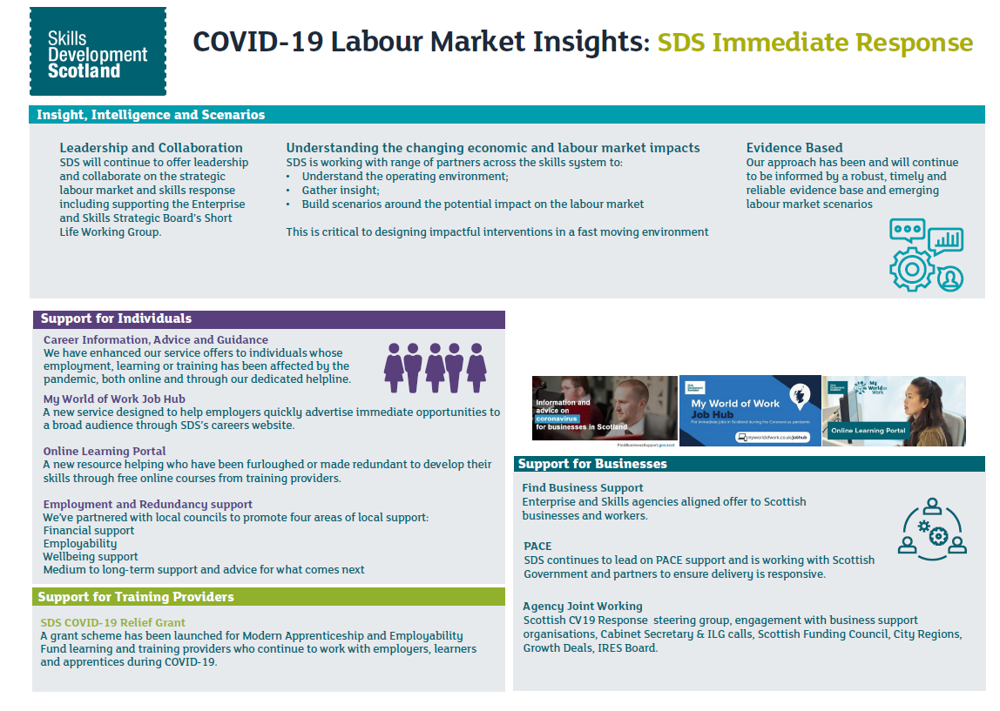 Skills
Development
Scotland
COVID-19 Labour Market Insights: SDS Immediate Response
Insight, Intelligence and Scenarios
Leadership and Collaboration
SDS will continue to offer leadership
and collaborate on the strategic
labour market and skills response
including supporting the Enterprise
and Skills Strategic Board's Short
Life Working Group.
Understanding the changing economic and labour market impacts
SDS is working with range of partners across the skills system to:
• Understand the operating environment;
• Gather insight;
• Build scenarios around the potential impact on the labour market
This is critical to designing impactful interventions in a fast moving environment
Evidence Based
Our approach has been and will continue
to be informed by a robust, timely and
reliable evidence base and emerging
labour market scenarios
Support for Individuals
Career Information, Advice and Guidance
We have enhanced our service offers to individuals whose
employment, learning or training has been affected by the
pandemic, both online and through our dedicated helpline.
My World of Work Job Hub
A new service designed to help employers quickly advertise immediate opportunities to
a broad audience through SDS's careers website.
Online Learning Portal
A new resource helping who have been furloughed or made redundant to develop their
skills through free online courses from training providers.
Employment and Redundancy support
We've partnered with local councils to promote four areas of local support:
Financial support
Employability
Wellbeing support
Medium to long-term support and advice for what comes next
Support for Training Providers
SDS COVID-19 Relief Grant
A grant scheme has been launched for Modern Apprenticeship and Employability
Fund learning and training providers who continue to work with employers, learners
and apprentices during COVID-19.
Information and
advice on
coronavirus
for businesses in Scotland
FindBusinessSupport.gov.scot
My World of Work
Job Hub
For immediate jobs in Scotland during the Coronavirus pandemic
myworldofwork.co.uk/jobhub
My
World of
Work
Online Learning Portal
Support for Businesses
Find Business Support
Enterprise and Skills agencies aligned offer to Scottish
businesses and workers.
PACE
SDS continues to lead on PACE support and is working with Scottish
Government and partners to ensure delivery is responsive.
Agency Joint Working
Scottish CV19 Response steering group, engagement with business support
organisations, Cabinet Secretary & ILG calls, Scottish Funding Council, City Regions,
Growth Deals, IRES Board.